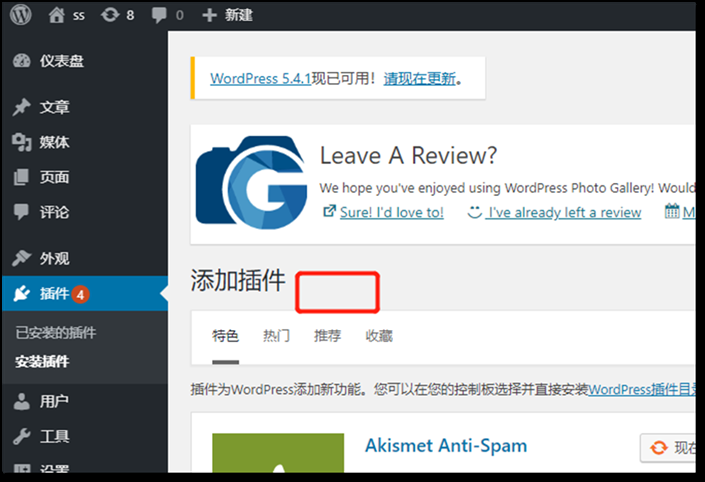 ss 8 0 新建
仪表盘
文章
媒体
页面
评论
外观
插件 4
已安装的插件
安装插件
用户
工具
设置
WordPress 5.4.1现已可用！请现在更新。
Leave A Review?
We hope you've enjoyed using WordPress Photo Gallery! Would
Sure! I'd love to! I've already left a review M
添加插件
特色 热门 推荐 收藏
插件为WordPress添加新功能。您可以在您的控制板选择并直接安装WordPress插件目录
Akismet Anti-Spam
现在